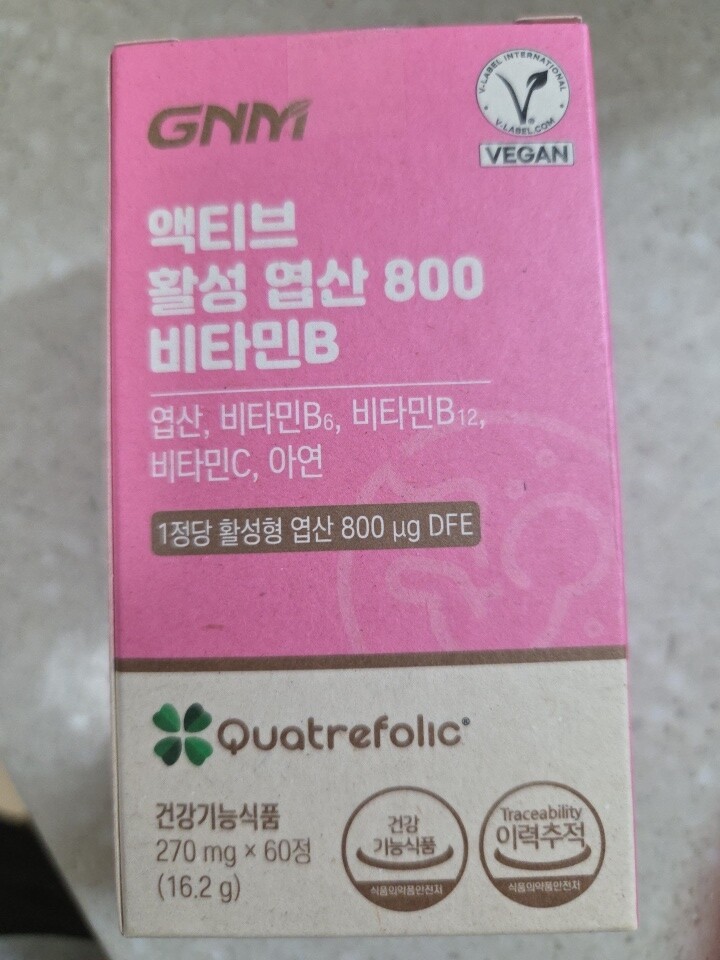 GNM
V-LABEL INTERNATIONAL
V-LABEL.COM
VEGAN
액티브
활성 엽산 800
비타민B
엽산, 비타민B6, 비타민B12,
비타민C, 아연
1정당 활성형 엽산 800 µg DFE
Quatrefolic®
건강기능식품
270 mg × 60정
(16.2 g)
건강
기능식품
식품의약품안전처
Traceability
이력추적
식품의약품안전처